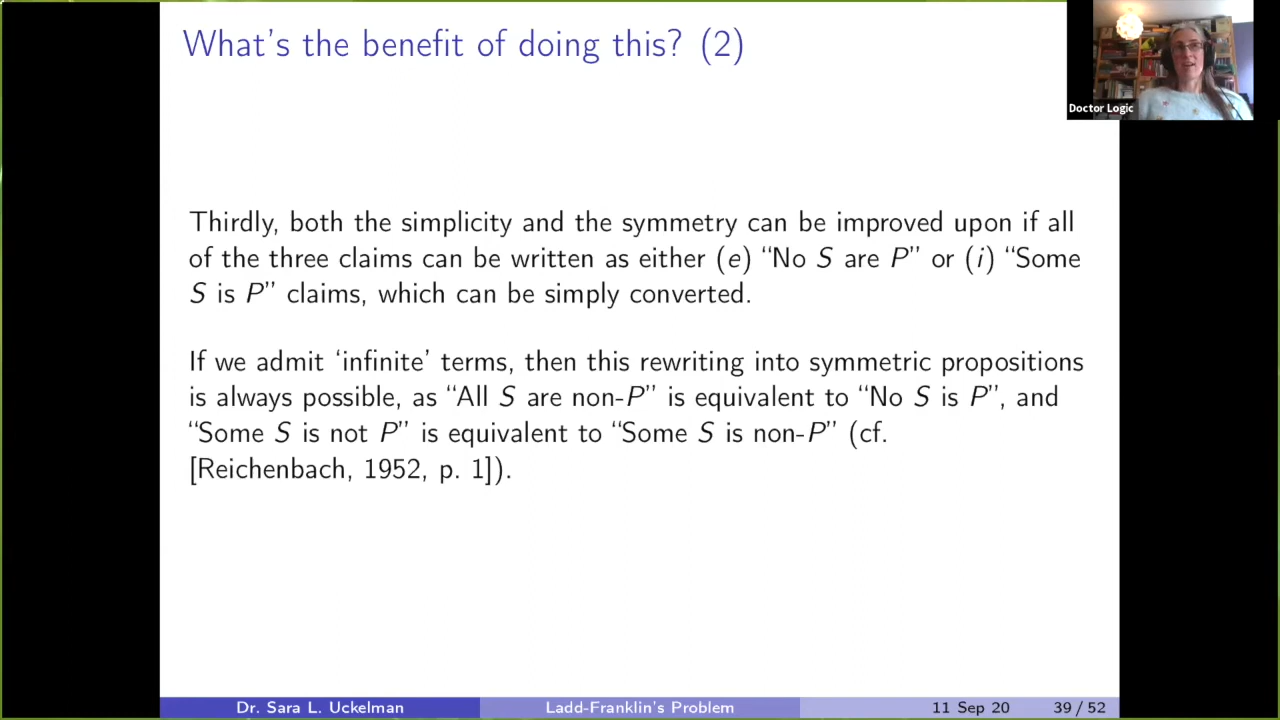 What's the benefit of doing this? (2)
Doctor Logic
Thirdly, both the simplicity and the symmetry can be improved upon if all
of the three claims can be written as either (e) “No S are P” or (i) “Some
S is P” claims, which can be simply converted.
If we admit ‘infinite’ terms, then this rewriting into symmetric propositions
is always possible, as “All S are non-P” is equivalent to “No S is P”, and
“Some S is not P” is equivalent to “Some S is non-P” (cf.
[Reichenbach, 1952, p. 1]).
Dr. Sara L. Uckelman Ladd-Franklin's Problem 11 Sep 20 39 / 52